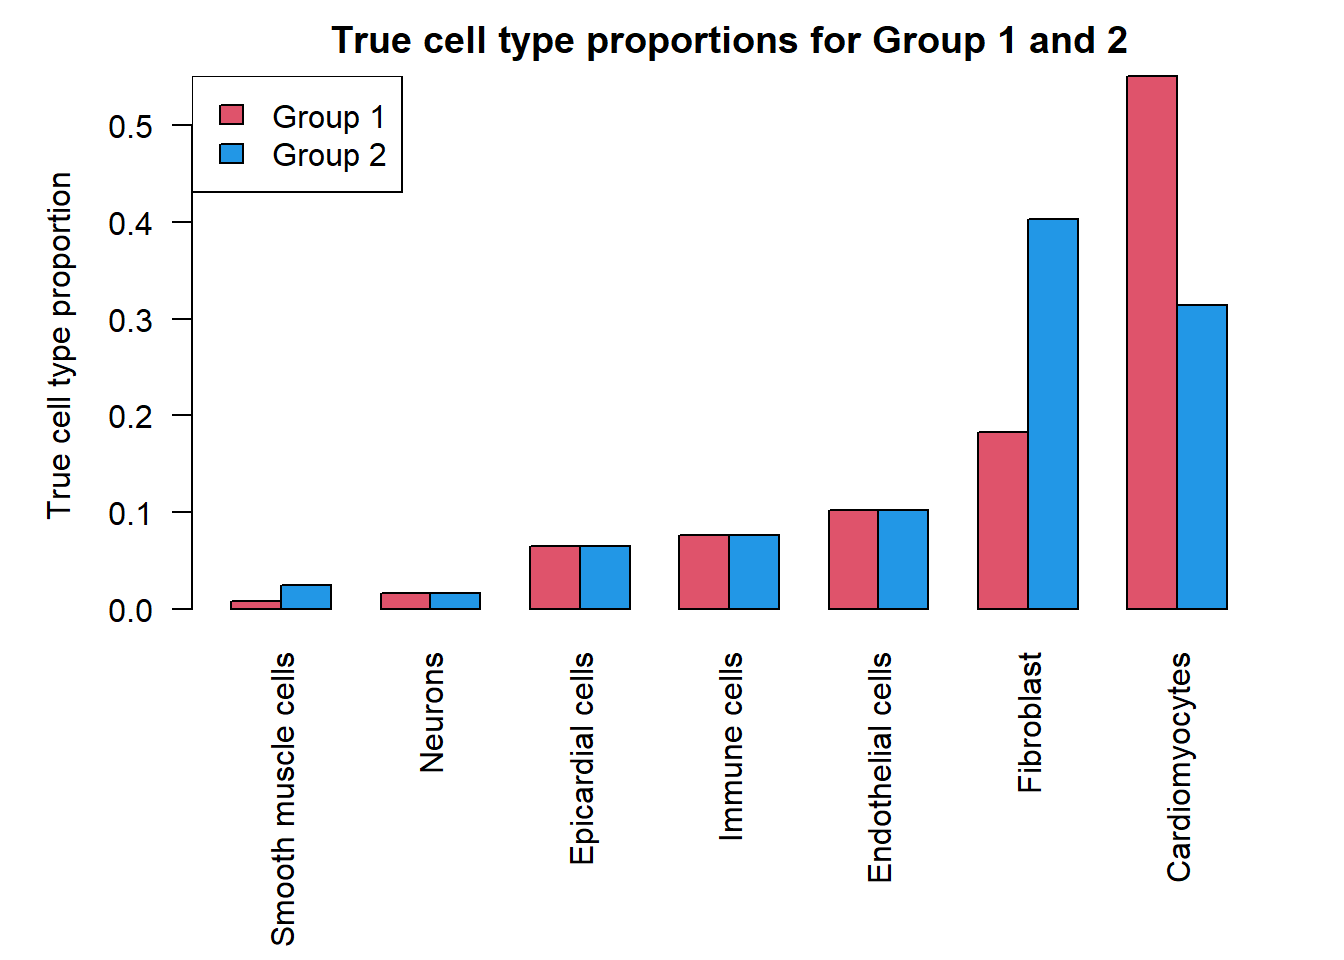 True cell type proportions for Group 1 and 2
Group 1
Group 2
True cell type proportion
0.5
0.4
0.3
0.2
0.1
0.0
Smooth muscle cells
Neurons
Epicardial cells
Immune cells
Endothelial cells
Fibroblast
Cardiomyocytes